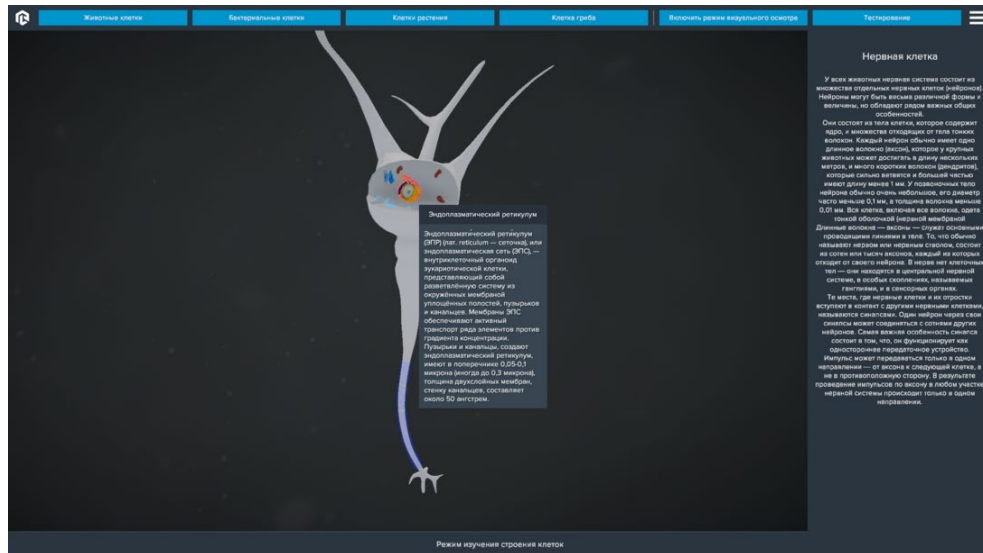 Животные клетки
Бактериальные клетки
Клетки растения
Клетка гриба
Включить режим визуального осмотра
Тестирование
Эндоплазматический ретикулум
Эндоплазматический ретикулум
(ЭПР) (лат. reticulum — сеточка), или
эндоплазматическая сеть (ЭПС), —
внутриклеточный органоид
эукариотической клетки,
представляющий собой
разветвлённую систему из
окружённых мембраной
уплощённых полостей, пузырьков
и канальцев. Мембраны ЭПС
обеспечивают активный
транспорт ряда элементов против
градиента концентрации.
Пузырьки и канальцы, создают
эндоплазматический ретикулум,
имеют в поперечнике 0,05-0,1
микрона (иногда до 0,3 микрона),
толщина двухслойных мембран,
стенку канальцев, составляет
около 50 ангстрем.
Нервная клетка
У всех животных нервная система состоит из
множества отдельных нервных клеток (нейронов).
Нейроны могут быть весьма различной формы и
величины, но обладают рядом важных общих
особенностей.
Они состоят из тела клетки, которое содержит
ядро, и множества отходящих от тела тонких
волокон. Каждый нейрон обычно имеет одно
длинное волокно (аксон), которое у крупных
животных может достигать в длину нескольких
метров, и много коротких волокон (дендритов),
которые сильно ветвятся и большей частью
имеют длину менее 1 мм. У позвоночных тело
нейрона обычно очень небольшое, его диаметр
часто меньше 0,1 мм, а толщина волокна меньше
0,01 мм. Вся клетка, включая все волокна, одета
тонкой оболочкой (нервной мембраной
Длинные волокна — аксоны — служат основными
проводящими линиями в теле. То, что обычно
называют нервом или нервным стволом, состоит
из сотен или тысяч аксонов, каждый из которых
отходит от своего нейрона. В нерве нет клеточных
тел — они находятся в центральной нервной
системе, в особых скоплениях, называемых
ганглиями, и в сенсорных органах.
Те места, где нервные клетки и их отростки
вступают в контакт с другими нервными клетками,
называются синапсами. Один нейрон через свои
синапсы может соединяться с сотнями других
нейронов. Самая важная особенность синапса
состоит в том, что, он функционирует как
одностороннее передаточное устройство.
Импульс может передаваться только в одном
направлении — от аксона к следующей клетке, а
не в противоположную сторону. В результате
проведение импульсов по аксону в любом участке
нервной системы происходит только в одном
направлении.
Режим изучения строения клеток